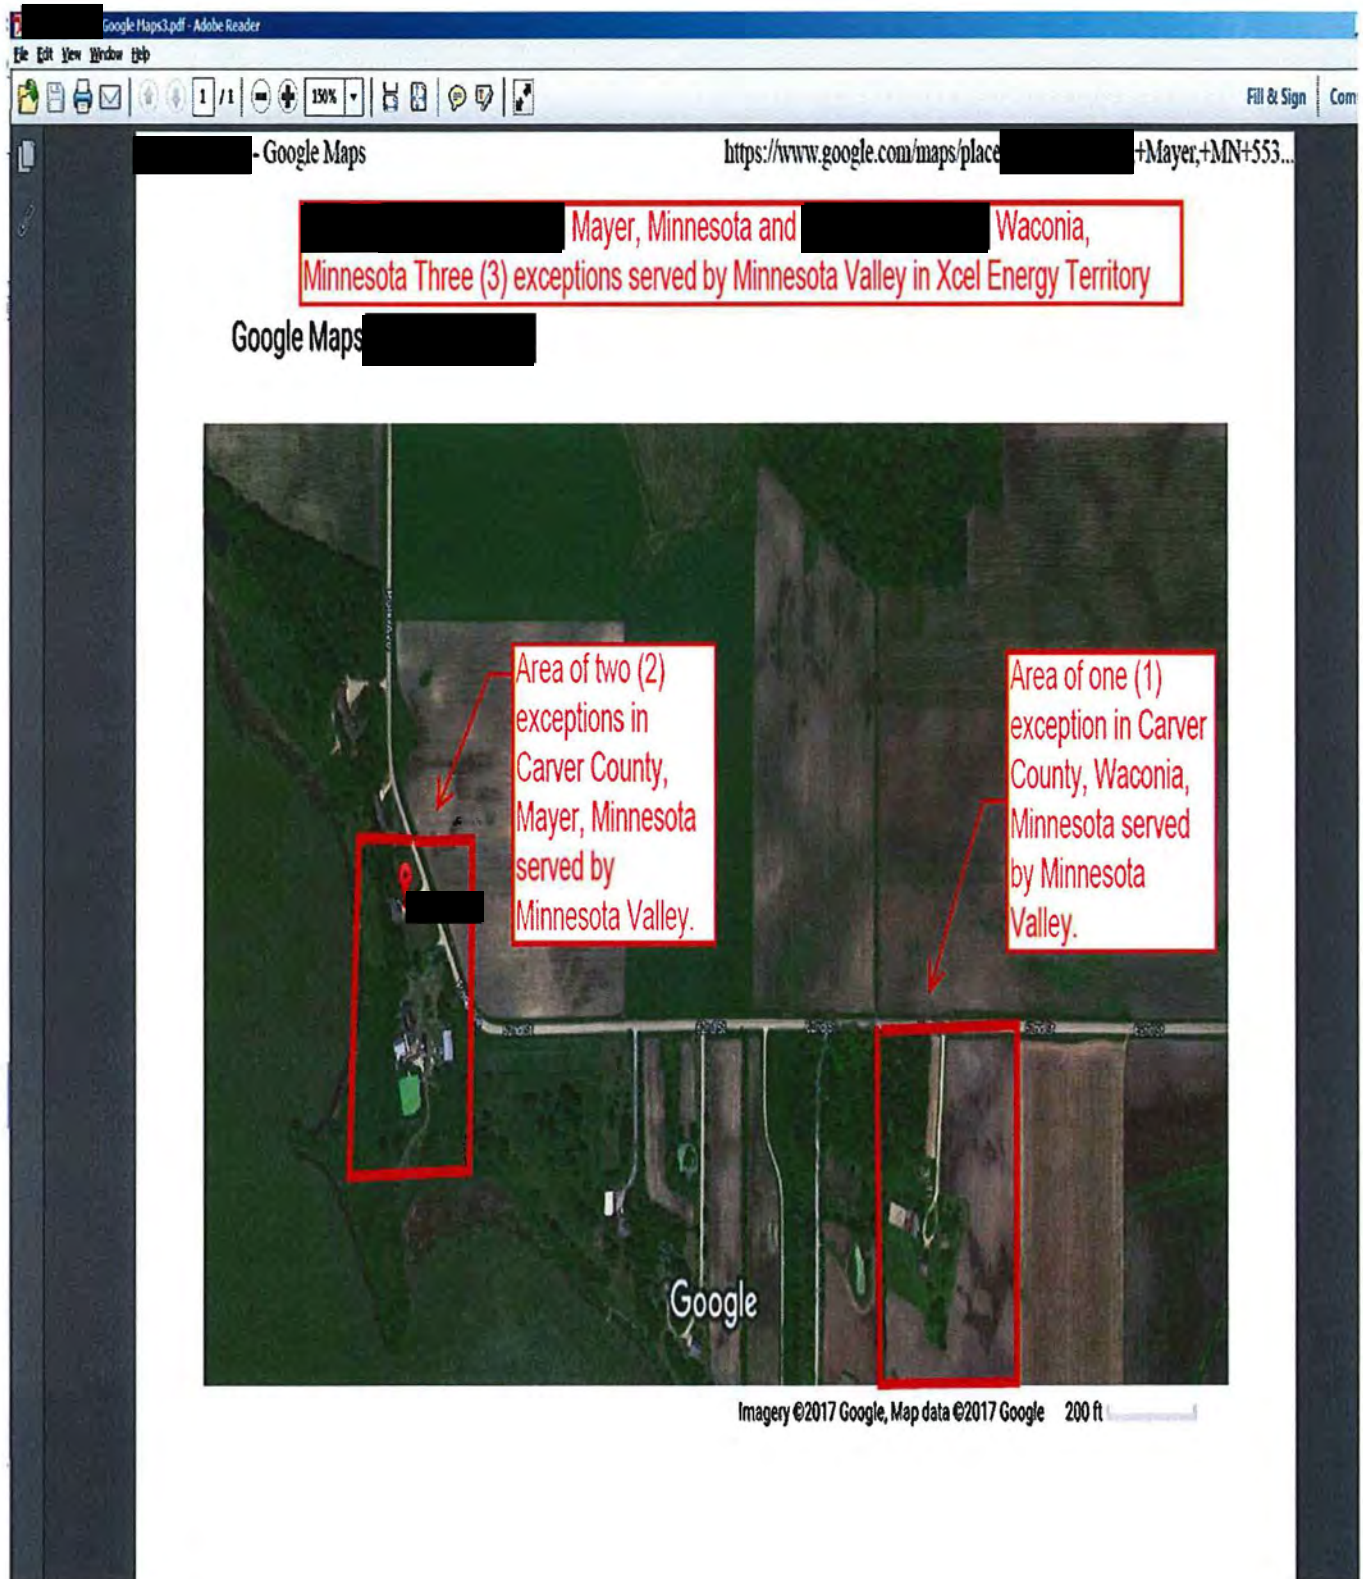 Google Maps3.pdf - Adobe Reader
File Edit View Window Help
1 / 1 150% Fill & Sign Com
- Google Maps https://www.google.com/maps/place ,+Mayer,+MN+553...
Mayer, Minnesota and Waconia,
Minnesota Three (3) exceptions served by Minnesota Valley in Xcel Energy Territory
Google Maps
Area of two (2)
exceptions in
Carver County,
Mayer, Minnesota
served by
Minnesota Valley.
Area of one (1)
exception in Carver
County, Waconia,
Minnesota served
by Minnesota
Valley.
Google
Imagery ©2017 Google, Map data ©2017 Google 200 ft